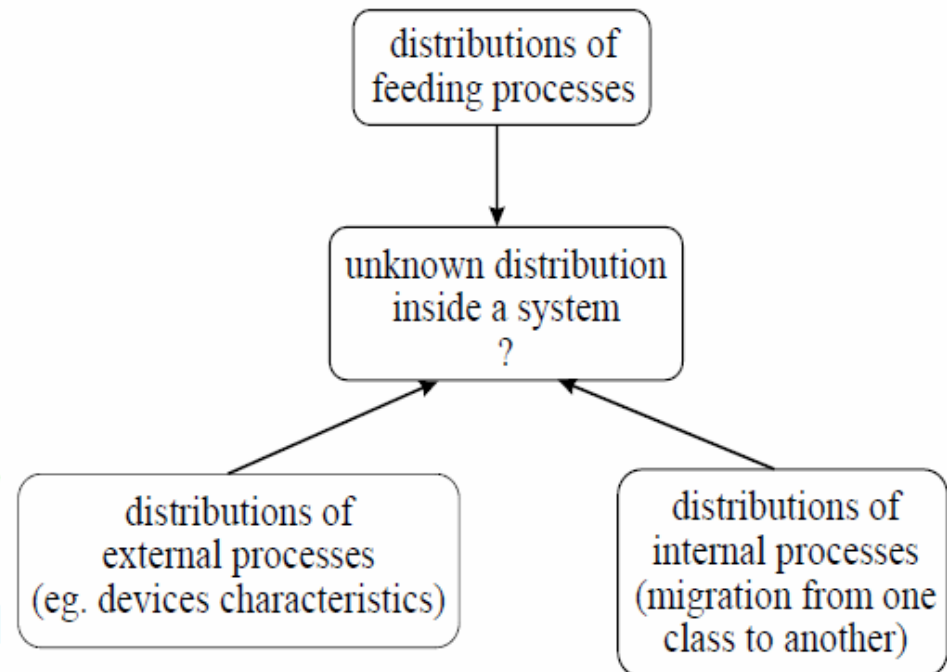 distributions of
feeding processes
unknown distribution
inside a system
?
distributions of
external processes
(eg. devices characteristics)
distributions of
internal processes
(migration from one
class to another)